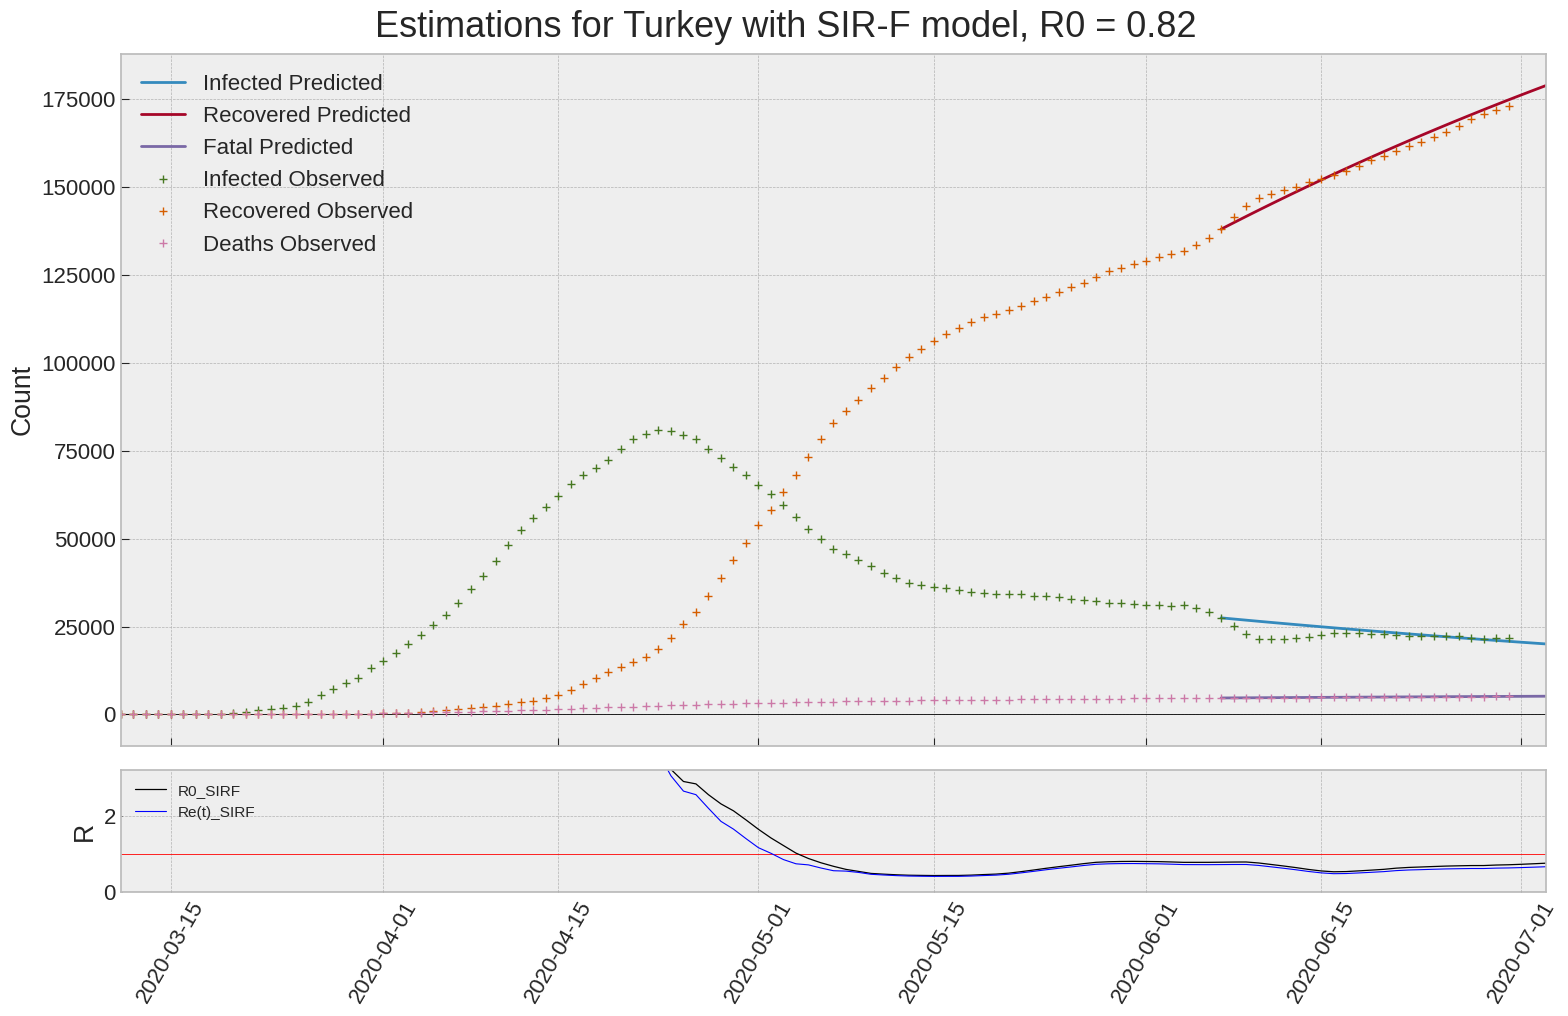 Estimations for Turkey with SIR-F model, R0 = 0.82
Infected Predicted
Recovered Predicted
Fatal Predicted
Infected Observed
Recovered Observed
Deaths Observed
Count
175000
150000
125000
100000
75000
50000
25000
0
R0_SIRF
Re(t)_SIRF
R
2
0
2020-03-15
2020-04-01
2020-04-15
2020-05-01
2020-05-15
2020-06-01
2020-06-15
2020-07-01